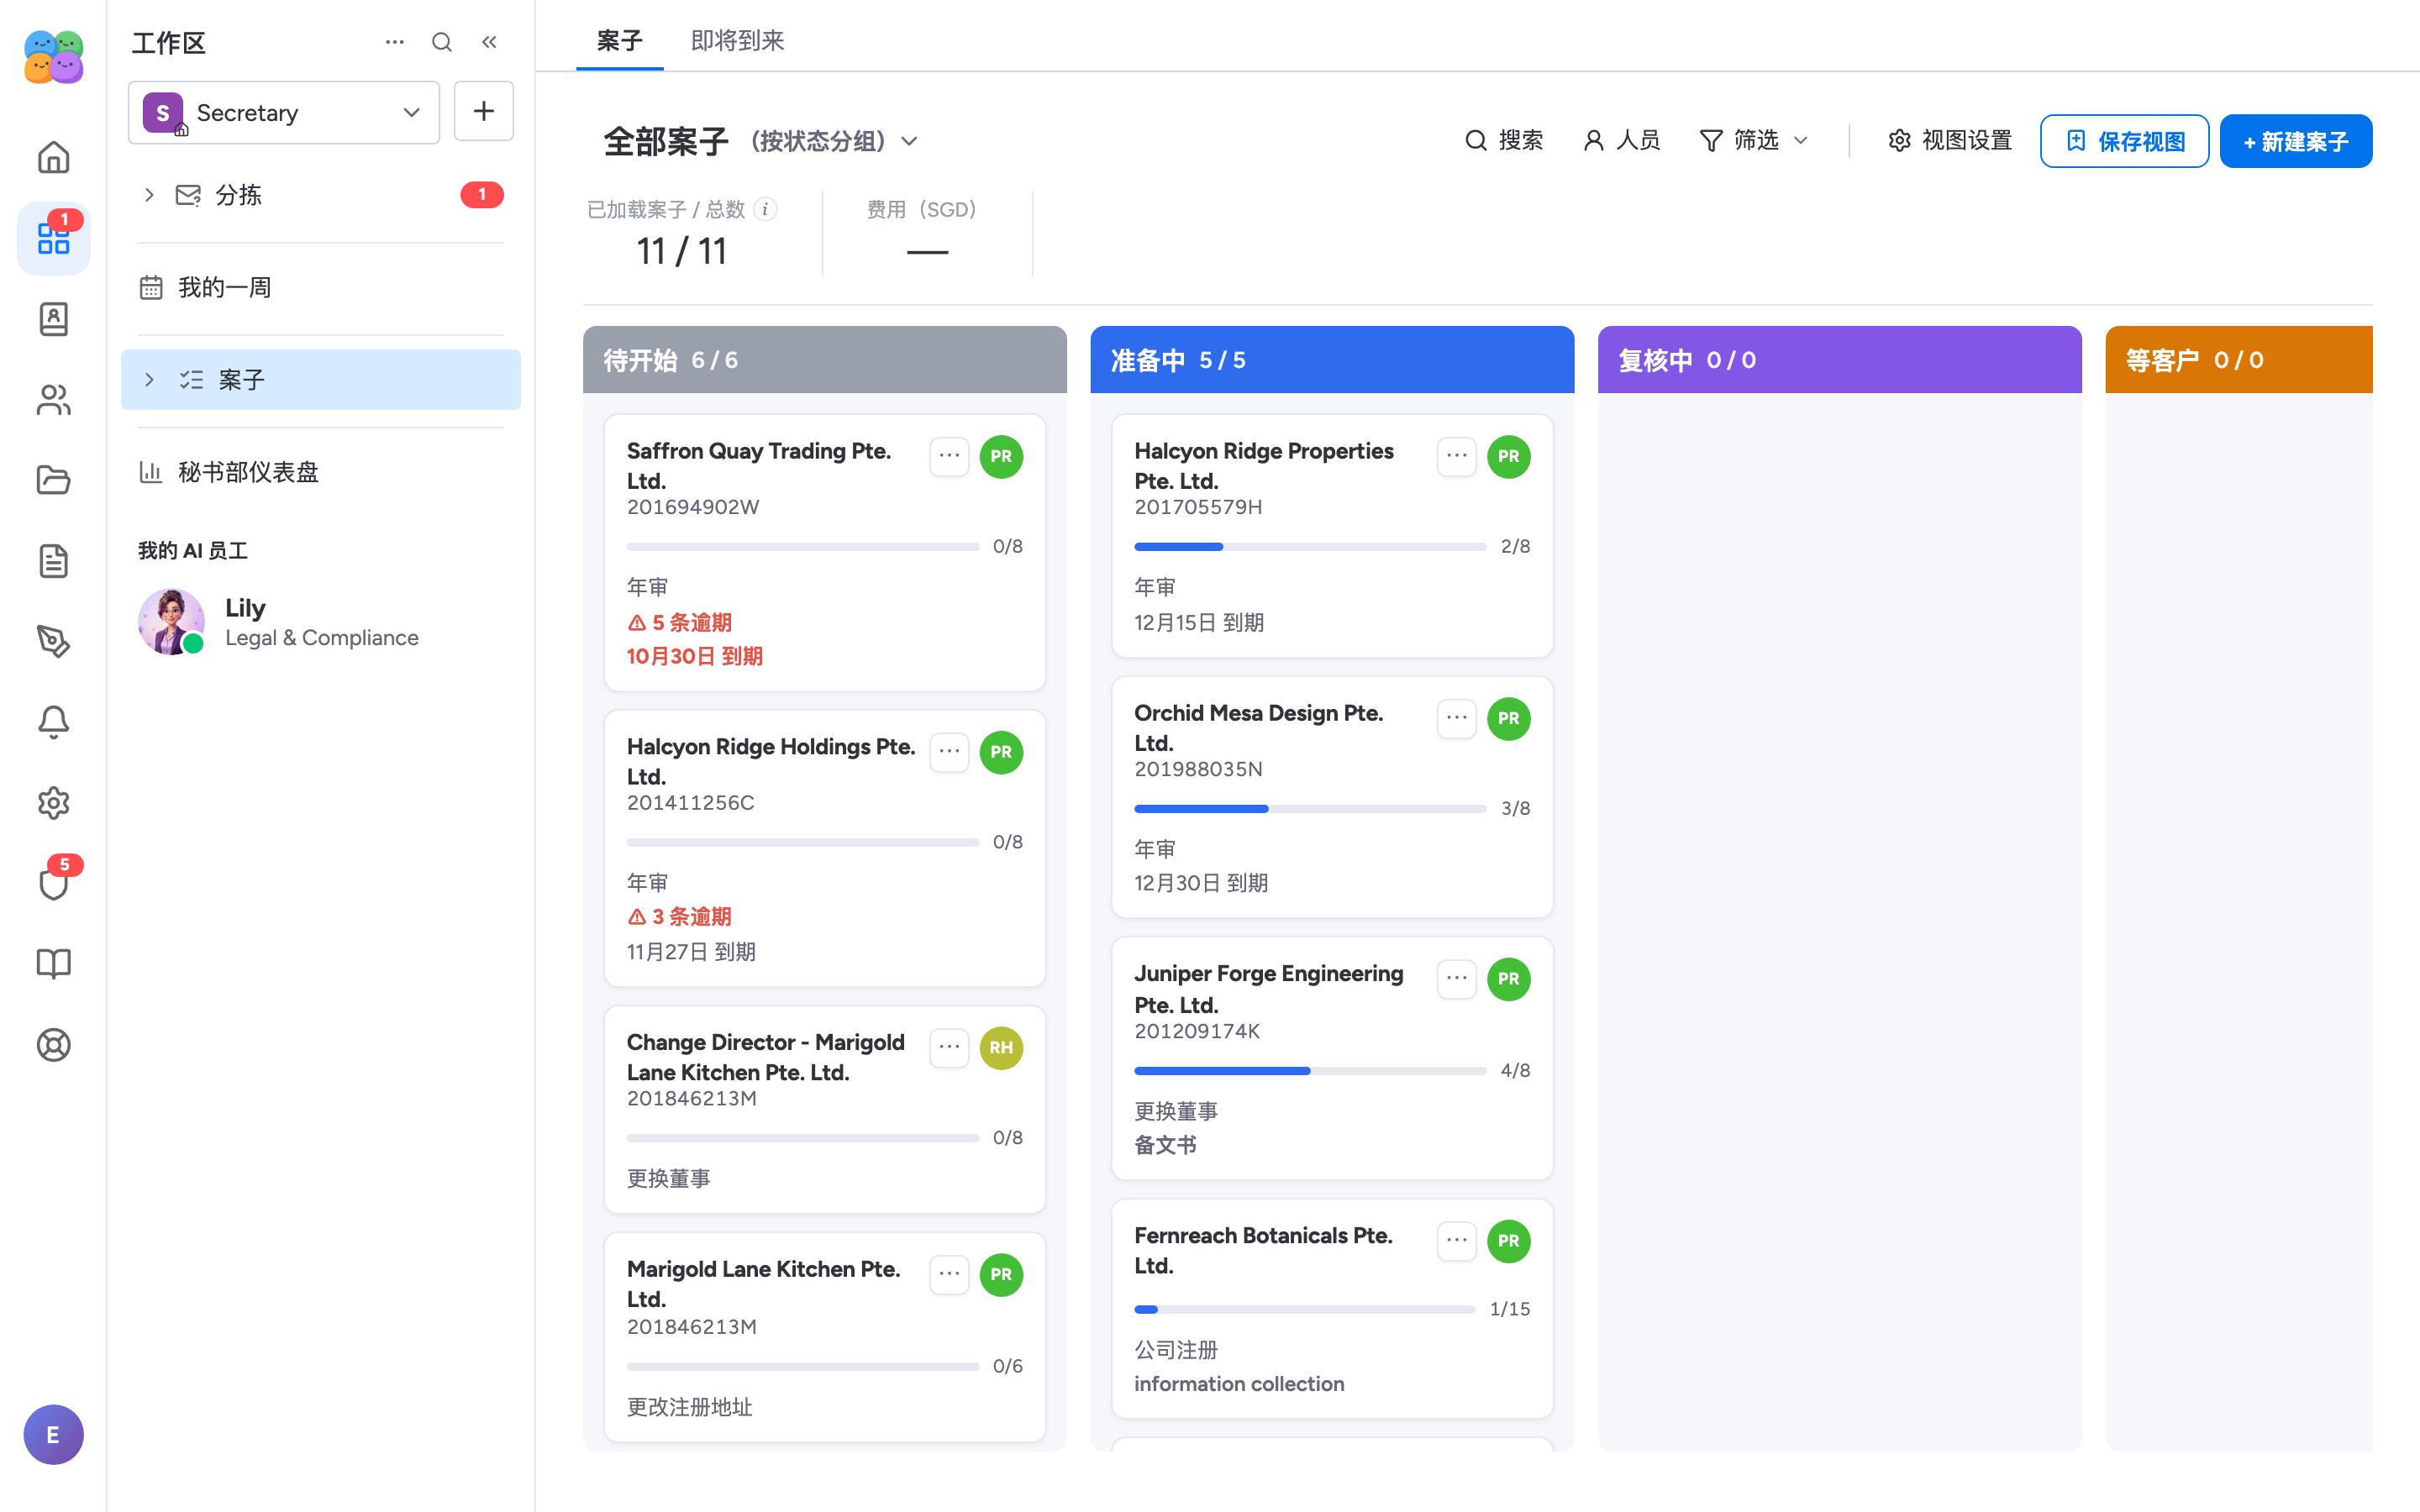 工作区
S
Secretary
分拣
1
1
我的一周
案子
秘书部仪表盘
我的 AI 员工
Lily
Legal & Compliance
5
E
案子
即将到来
全部案子 (按状态分组)
搜索
人员
筛选
视图设置
保存视图
+ 新建案子
已加载案子 / 总数
11 / 11
费用 (SGD)
—
待开始 6 / 6
Saffron Quay Trading Pte.
Ltd.
PR
201694902W
0/8
年审
5 条逾期
10月30日 到期
Halcyon Ridge Holdings Pte.
Ltd.
PR
201411256C
0/8
年审
3 条逾期
11月27日 到期
Change Director - Marigold
Lane Kitchen Pte. Ltd.
RH
201846213M
0/8
更换董事
Marigold Lane Kitchen Pte.
Ltd.
PR
201846213M
0/6
更改注册地址
准备中 5 / 5
Halcyon Ridge Properties
Pte. Ltd.
PR
201705579H
2/8
年审
12月15日 到期
Orchid Mesa Design Pte.
Ltd.
PR
201988035N
3/8
年审
12月30日 到期
Juniper Forge Engineering
Pte. Ltd.
PR
201209174K
4/8
更换董事
备文书
Fernreach Botanicals Pte.
Ltd.
PR
1/15
公司注册
information collection
复核中 0 / 0
等客户 0 / 0